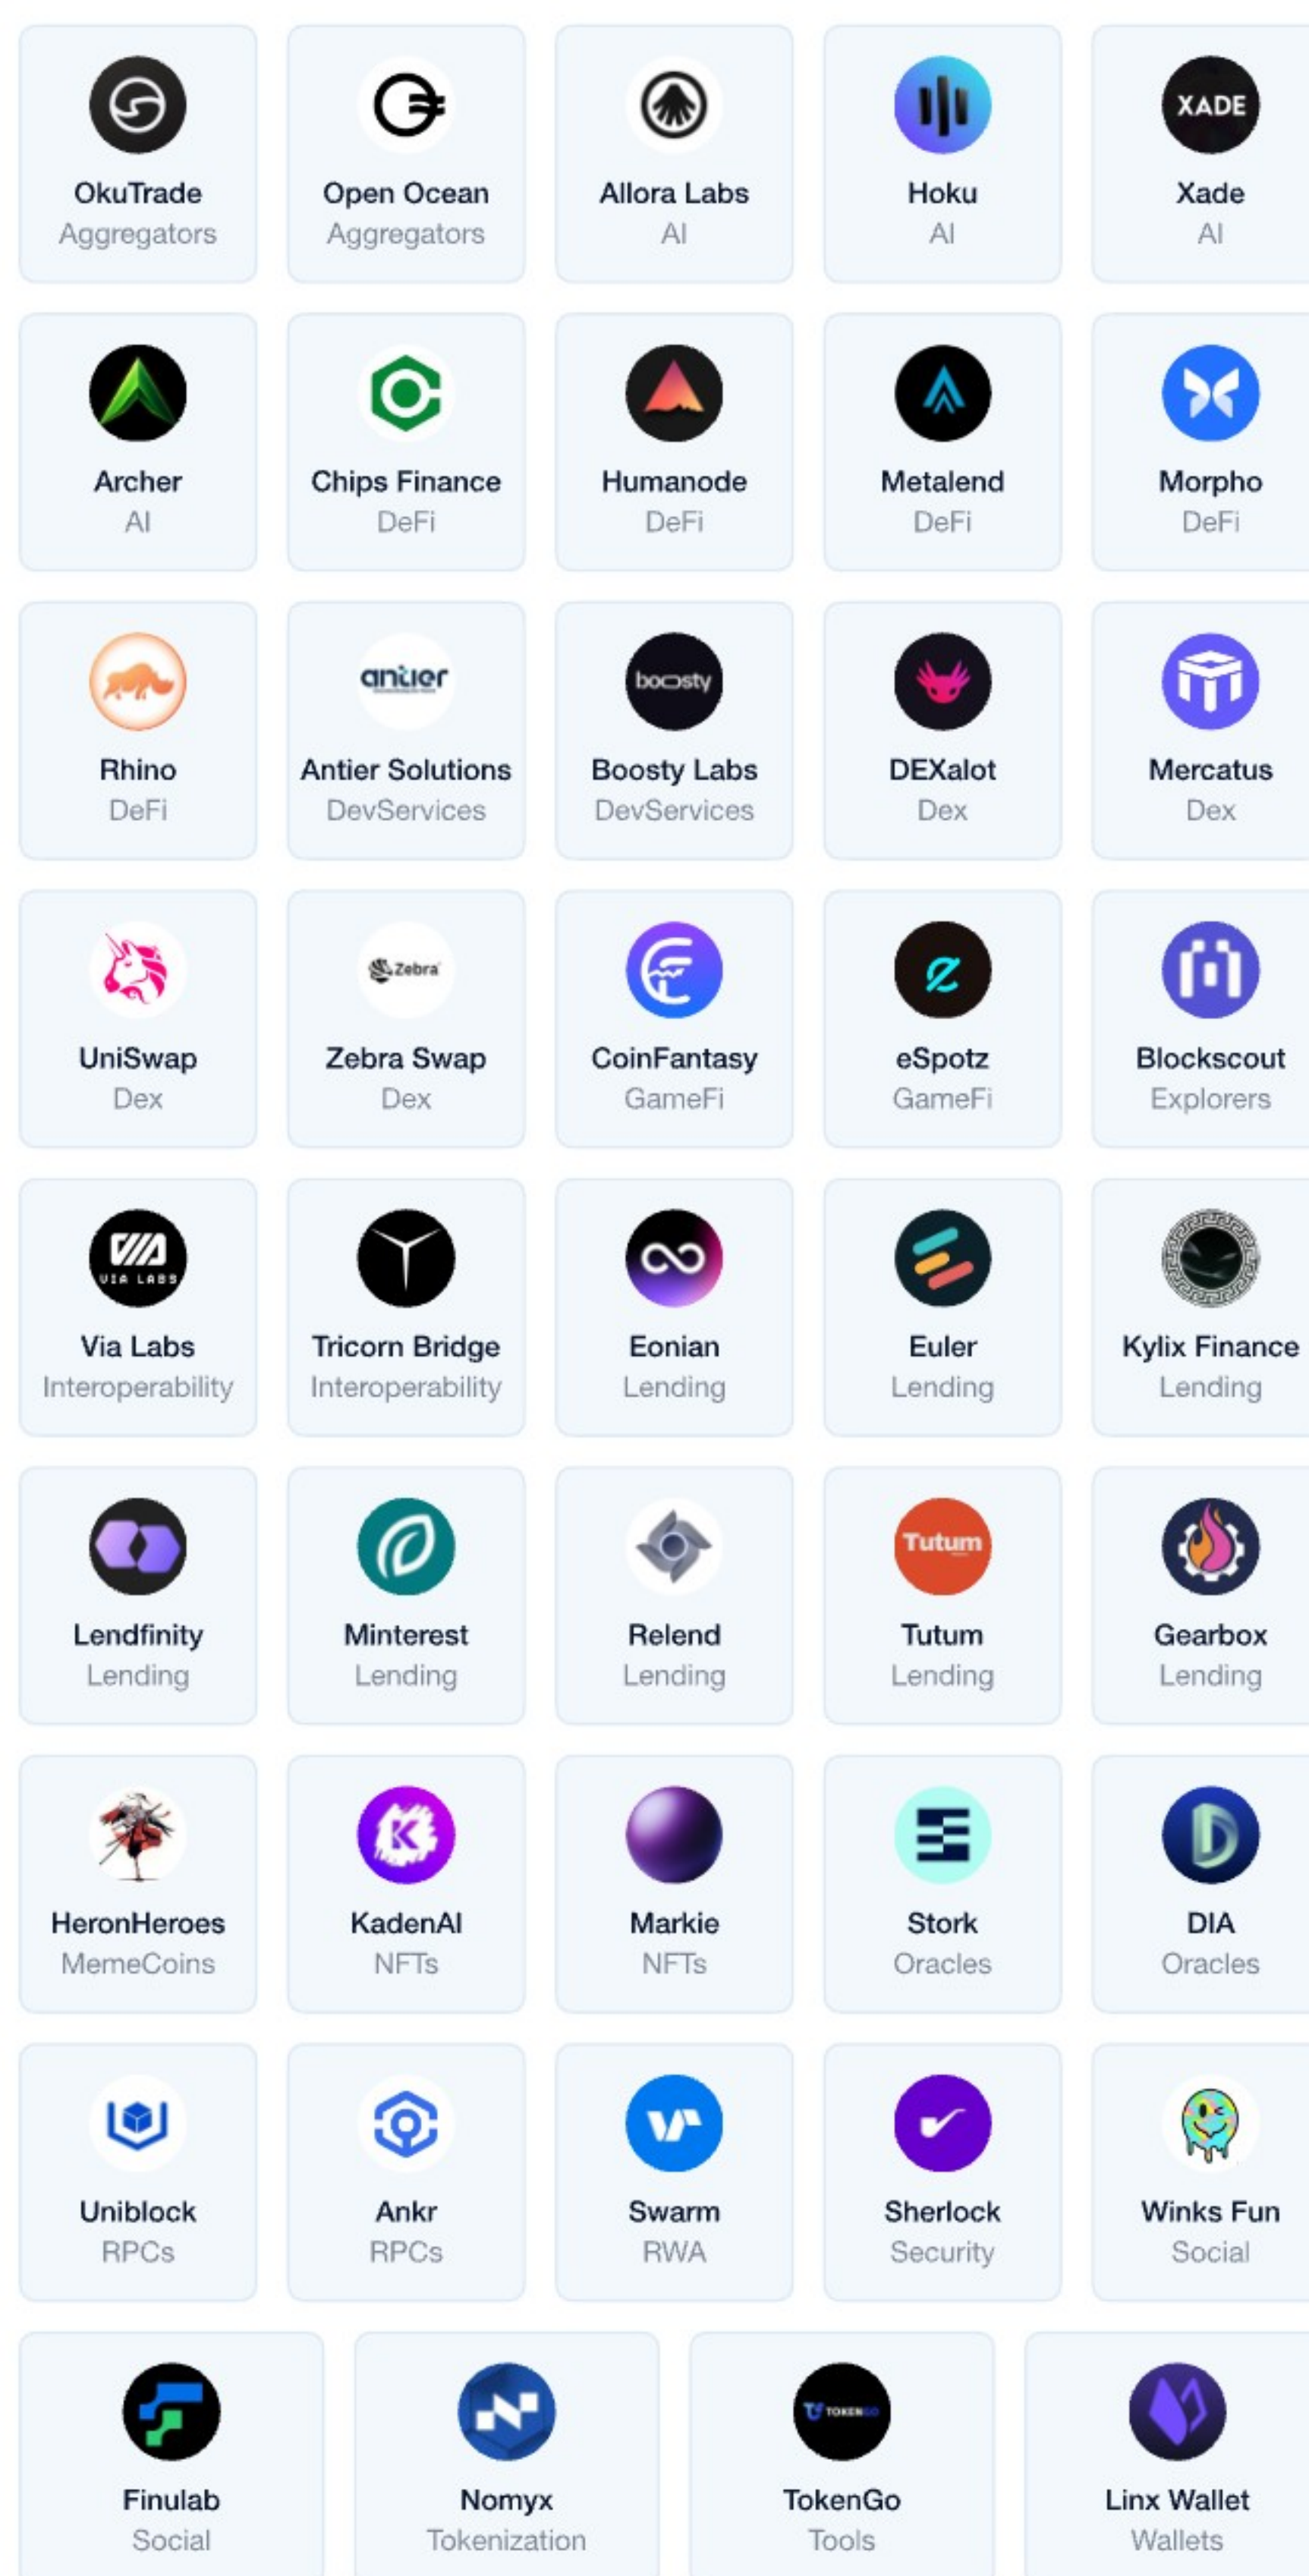 XADE
OkuTrade
Aggregators
Open Ocean
Aggregators
Allora Labs
AI
Hoku
AI
Xade
AI
Archer
AI
Chips Finance
DeFi
Humanode
DeFi
Metalend
DeFi
Morpho
DeFi
antier
boosty
Rhino
DeFi
Antier Solutions
DevServices
Boosty Labs
DevServices
DEXalot
Dex
Mercatus
Dex
Zebra
UniSwap
Dex
Zebra Swap
Dex
CoinFantasy
GameFi
eSpotz
GameFi
Blockscout
Explorers
VIA LABS
Via Labs
Interoperability
Tricorn Bridge
Interoperability
Eonian
Lending
Euler
Lending
Kylix Finance
Lending
Tutum
Lendfinity
Lending
Minterest
Lending
Relend
Lending
Tutum
Lending
Gearbox
Lending
K
D
HeronHeroes
MemeCoins
KadenAI
NFTs
Markie
NFTs
Stork
Oracles
DIA
Oracles
Uniblock
RPCs
Ankr
RPCs
Swarm
RWA
Sherlock
Security
Winks Fun
Social
TOKENGO
Finulab
Social
Nomyx
Tokenization
TokenGo
Tools
Linx Wallet
Wallets